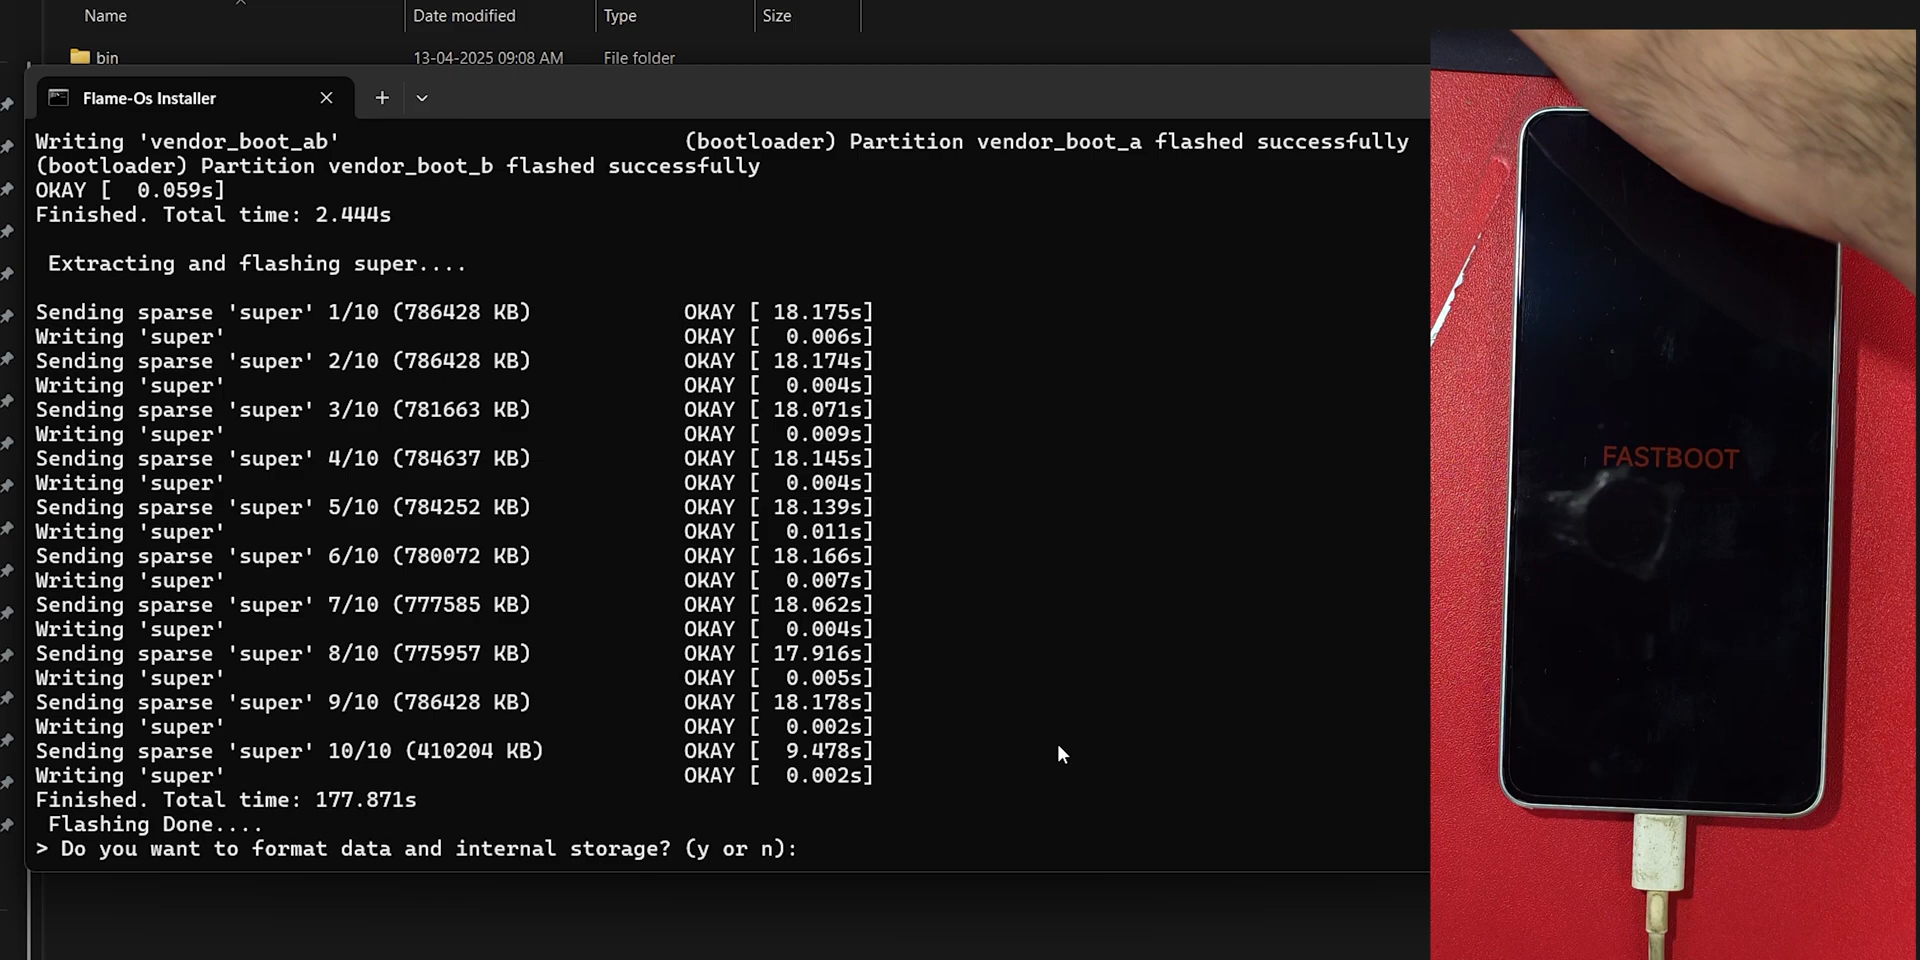 Name Date modified Type Size
bin 13-04-2025 09:08 AM File folder
Flame-Os Installer
Writing 'vendor_boot_ab' (bootloader) Partition vendor_boot_a flashed successfully
(bootloader) Partition vendor_boot_b flashed successfully
OKAY [ 0.059s]
Finished. Total time: 2.444s
Extracting and flashing super....
Sending sparse 'super' 1/10 (786428 KB) OKAY [ 18.175s]
Writing 'super' OKAY [ 0.006s]
Sending sparse 'super' 2/10 (786428 KB) OKAY [ 18.174s]
Writing 'super' OKAY [ 0.004s]
Sending sparse 'super' 3/10 (781663 KB) OKAY [ 18.071s]
Writing 'super' OKAY [ 0.009s]
Sending sparse 'super' 4/10 (784637 KB) OKAY [ 18.145s]
Writing 'super' OKAY [ 0.004s]
Sending sparse 'super' 5/10 (784252 KB) OKAY [ 18.139s]
Writing 'super' OKAY [ 0.011s]
Sending sparse 'super' 6/10 (780072 KB) OKAY [ 18.166s]
Writing 'super' OKAY [ 0.007s]
Sending sparse 'super' 7/10 (777585 KB) OKAY [ 18.062s]
Writing 'super' OKAY [ 0.004s]
Sending sparse 'super' 8/10 (775957 KB) OKAY [ 17.916s]
Writing 'super' OKAY [ 0.005s]
Sending sparse 'super' 9/10 (786428 KB) OKAY [ 18.178s]
Writing 'super' OKAY [ 0.002s]
Sending sparse 'super' 10/10 (410204 KB) OKAY [ 9.478s]
Writing 'super' OKAY [ 0.002s]
Finished. Total time: 177.871s
Flashing Done....
> Do you want to format data and internal storage? (y or n):
FASTBOOT